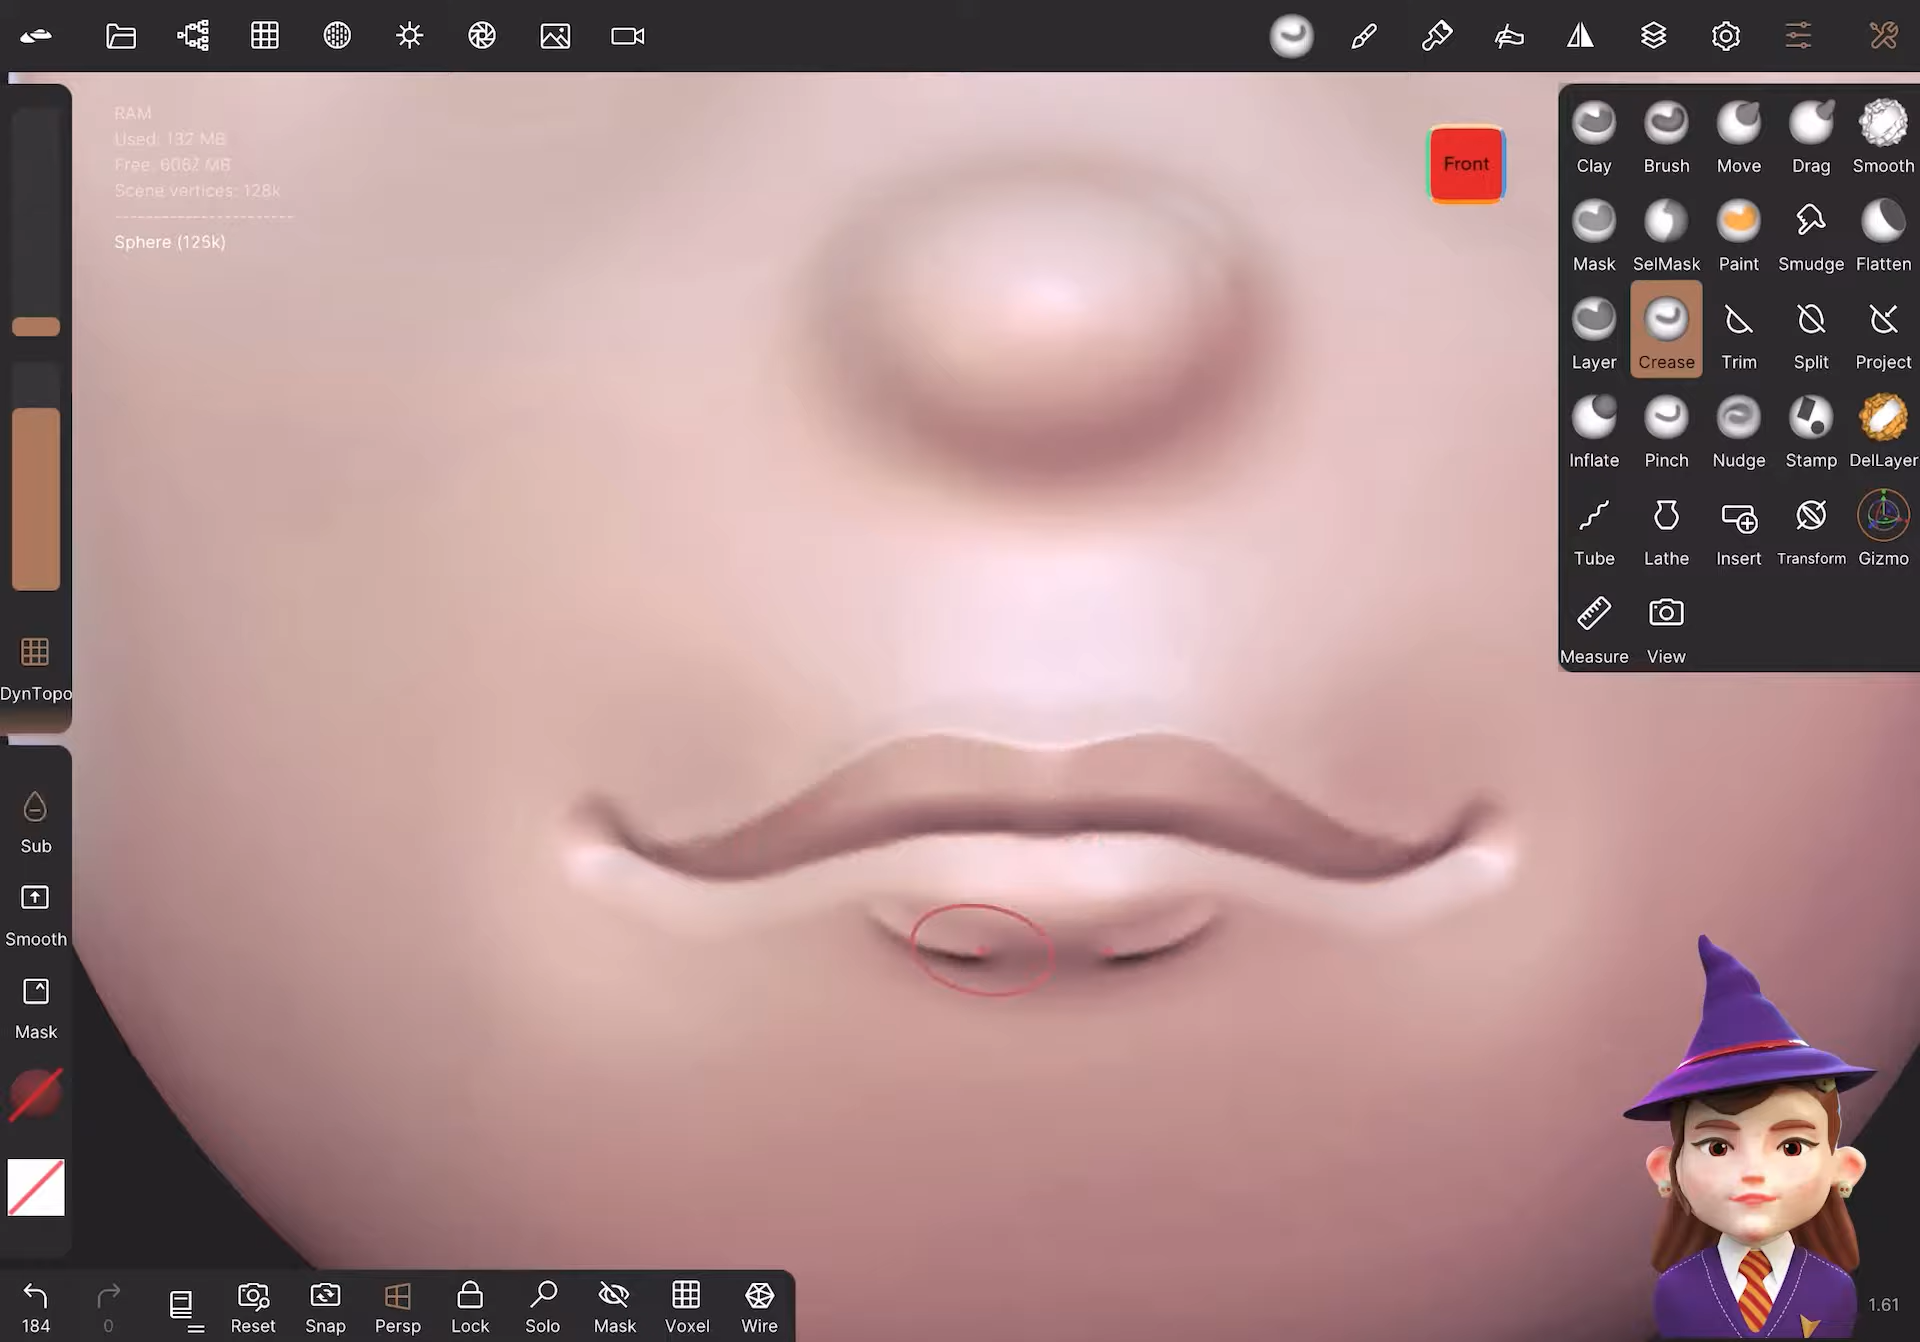 RAM
Used: 132 MB
Free: 6082 MB
Scene vertices: 128k
Sphere (125k)
Front
Clay Brush Move Drag Smooth
Mask SelMask Paint Smudge Flatten
Layer Crease Trim Split Project
Inflate Pinch Nudge Stamp DelLayer
Tube Lathe Insert Transform Gizmo
Measure View
DynTopo
Sub
Smooth
Mask
184 0 Reset Snap Persp Lock Solo Mask Voxel Wire
1.61